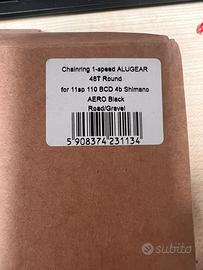 Chainring 1-speed ALUGEAR
48T Round
for 11sp 110 BCD 4b Shimano
AERO Black
Road/Gravel
5 908374 231134
subito